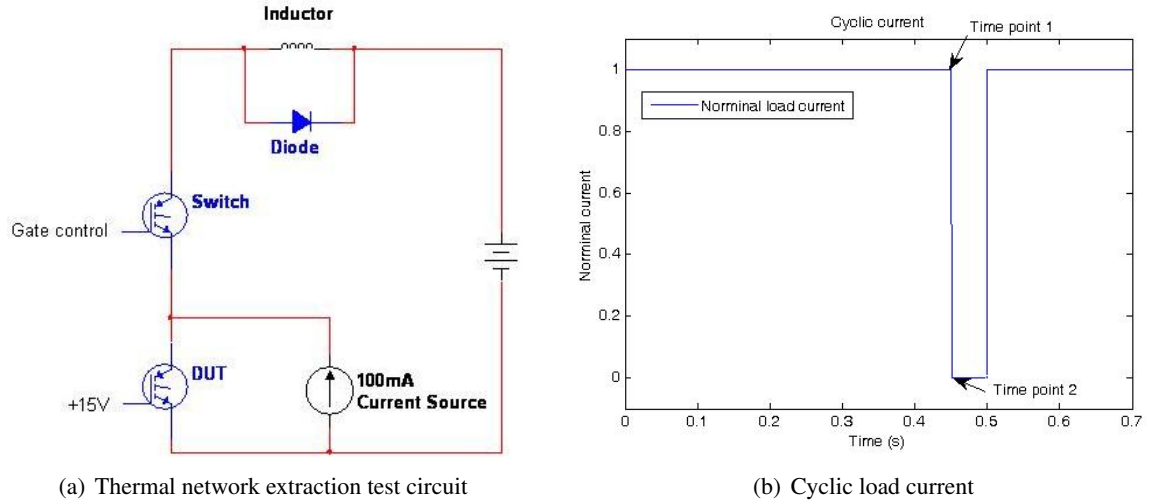 Inductor
Diode
Switch
Gate control
DUT
+15V
100mA
Current Source
(a) Thermal network extraction test circuit
Cyclic current
Time point 1
Norminal load current
Norminal current
1
0.8
0.6
0.4
0.2
0
Time point 2
0 0.1 0.2 0.3 0.4 0.5 0.6 0.7
Time (s)
(b) Cyclic load current